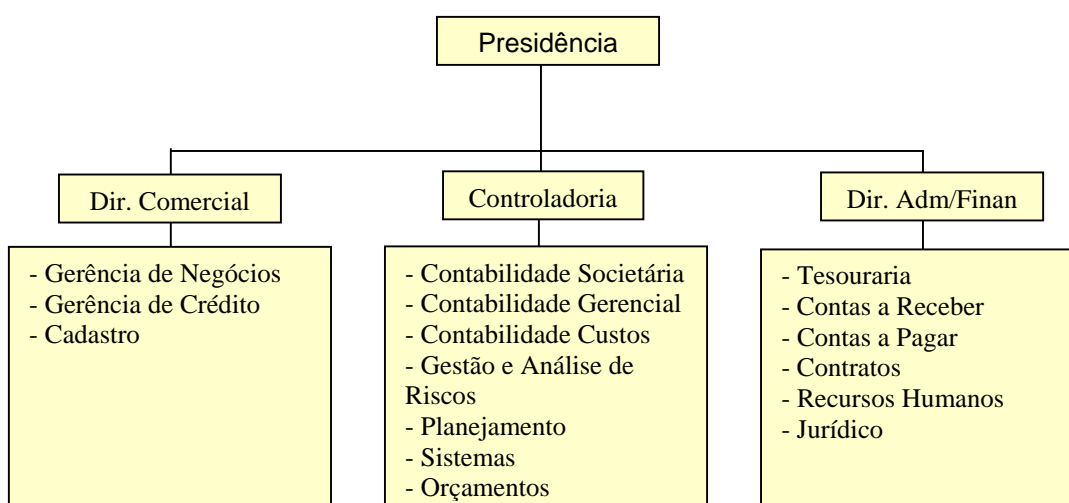 Presidência
Dir. Comercial
- Gerência de Negócios
- Gerência de Crédito
- Cadastro
Controladoria
- Contabilidade Societária
- Contabilidade Gerencial
- Contabilidade Custos
- Gestão e Análise de
Riscos
- Planejamento
- Sistemas
- Orçamentos
Dir. Adm/Finan
- Tesouraria
- Contas a Receber
- Contas a Pagar
- Contratos
- Recursos Humanos
- Jurídico